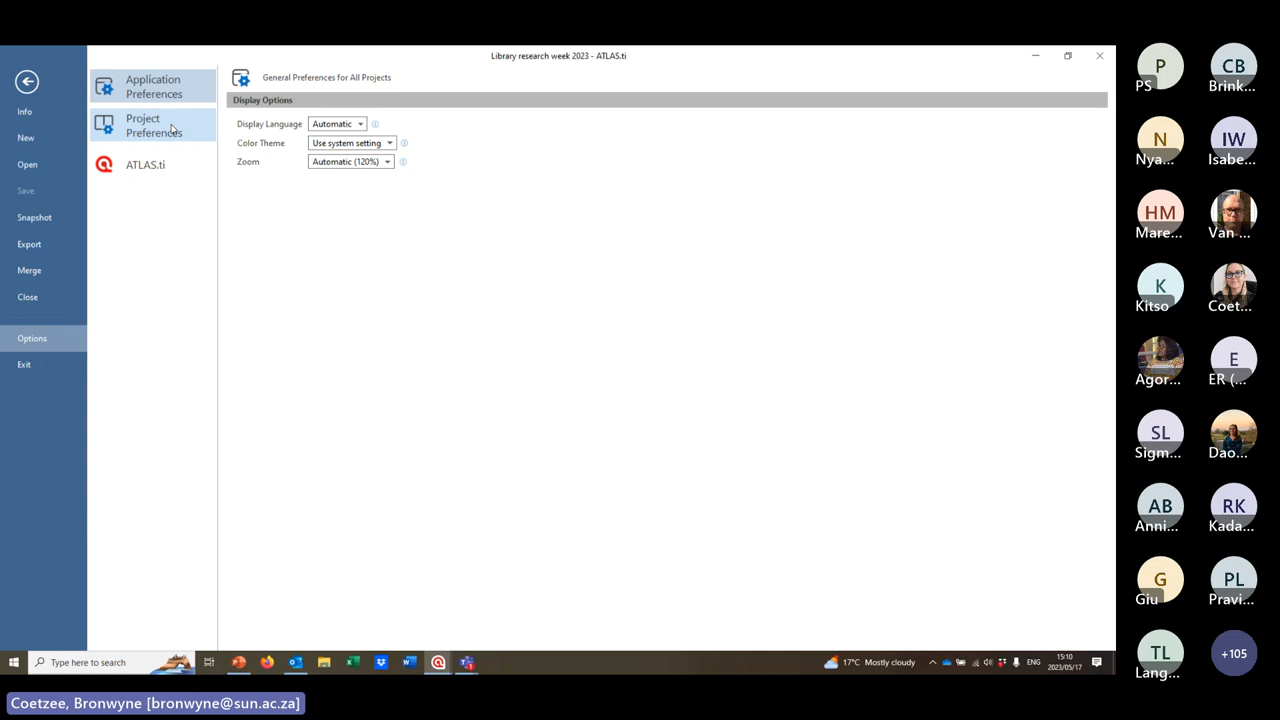 Library research week 2023 - ATLAS.ti
Info
New
Open
Save
Snapshot
Export
Merge
Close
Options
Exit
Application
Preferences
Project
Preferences
ATLAS.ti
General Preferences for All Projects
Display Options
Display Language Automatic
Color Theme Use system setting
Zoom Automatic (120%)
Type here to search
17°C Mostly cloudy
ENG
15:10
2023/05/17
P
PS
CB
Brink...
N
Nya...
IW
Isabe...
HM
Mare...
Van ...
K
Kitso
Coet...
Agor...
E
ER (...
SL
Sigm...
Dao...
AB
Anni...
RK
Kada...
G
Giu
PL
Pravi...
TL
Lang...
+105
Coetzee, Bronwyne [bronwyne@sun.ac.za]